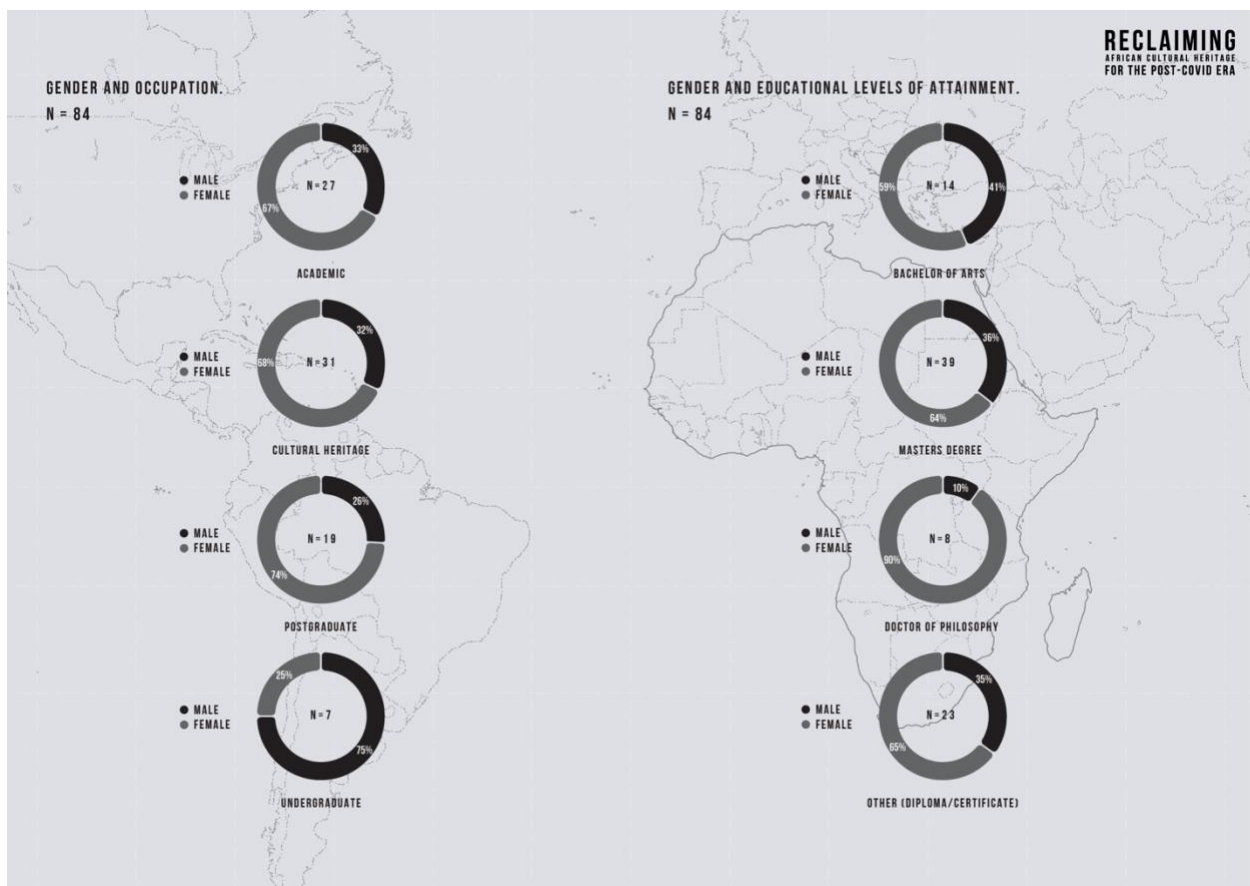 RECLAIMING
AFRICAN CULTURAL HERITAGE
FOR THE POST-COVID ERA
GENDER AND OCCUPATION.
N = 84
33%
MALE
FEMALE
N=27
67%
ACADEMIC
32%
MALE
FEMALE
N=31
68%
CULTURAL HERITAGE
26%
MALE
FEMALE
N=19
74%
POSTGRADUATE
25%
MALE
FEMALE
N=7
75%
UNDERGRADUATE
GENDER AND EDUCATIONAL LEVELS OF ATTAINMENT.
N = 84
MALE
FEMALE
59%
N=14
41%
BACHELOR OF ARTS
36%
MALE
FEMALE
N=39
64%
MASTERS DEGREE
10%
MALE
FEMALE
N=8
90%
DOCTOR OF PHILOSOPHY
35%
MALE
FEMALE
N=23
65%
OTHER (DIPLOMA/CERTIFICATE)